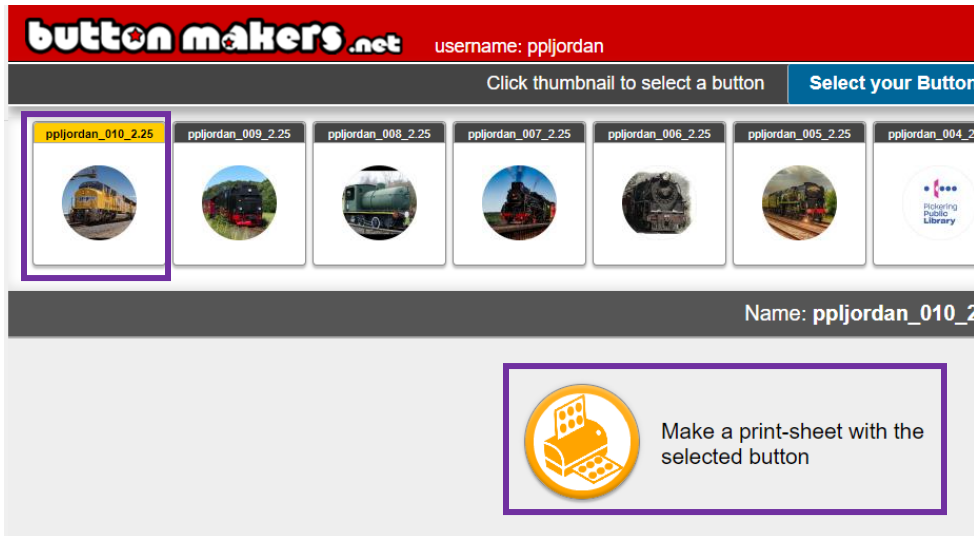 button makers.net
username: ppljordan
Click thumbnail to select a button
Select your Button
ppljordan_010_2.25
ppljordan_009_2.25
ppljordan_008_2.25
ppljordan_007_2.25
ppljordan_006_2.25
ppljordan_005_2.25
ppljordan_004_2
Pickering
Public
Library
Name: ppljordan_010_2
Make a print-sheet with the
selected button